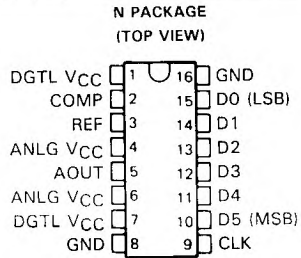 N PACKAGE
(TOP VIEW)
DGTL VCC 1 16 GND
COMP 2 15 D0 (LSB)
REF 3 14 D1
ANLG VCC 4 13 D2
AOUT 5 12 D3
ANLG VCC 6 11 D4
DGTL VCC 7 10 D5 (MSB)
GND 8 9 CLK